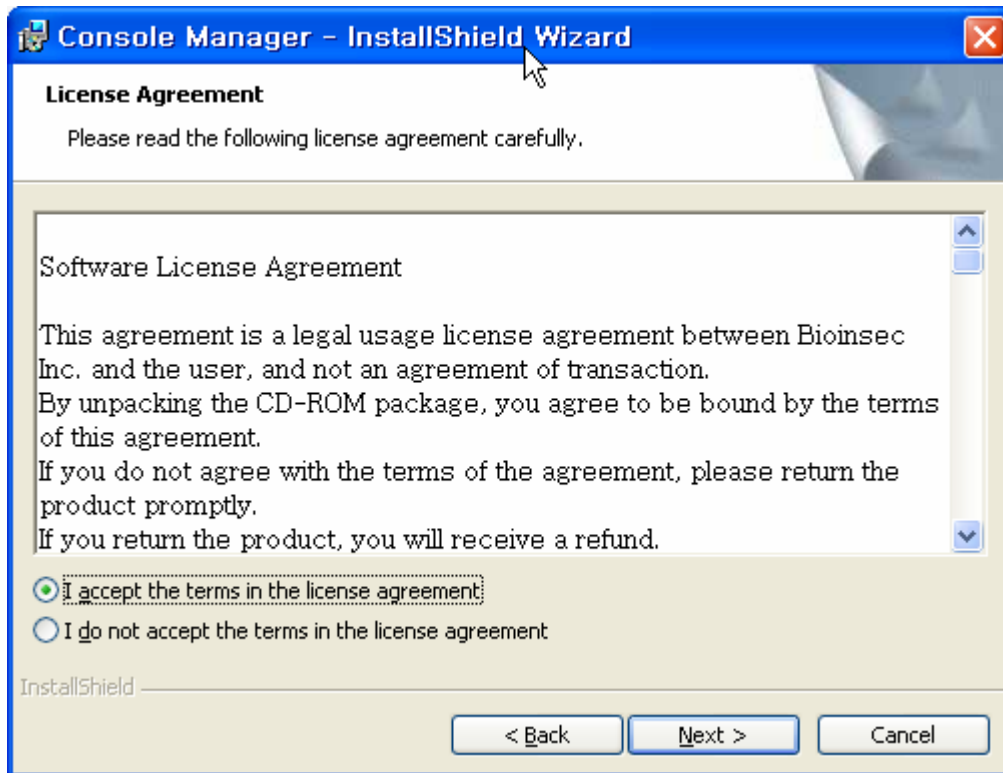 Console Manager - InstallShield Wizard
License Agreement
Please read the following license agreement carefully.
Software License Agreement
This agreement is a legal usage license agreement between Bioinsec
Inc. and the user, and not an agreement of transaction.
By unpacking the CD-ROM package, you agree to be bound by the terms
of this agreement.
If you do not agree with the terms of the agreement, please return the
product promptly.
If you return the product, you will receive a refund.
I accept the terms in the license agreement
I do not accept the terms in the license agreement
InstallShield
< Back
Next >
Cancel